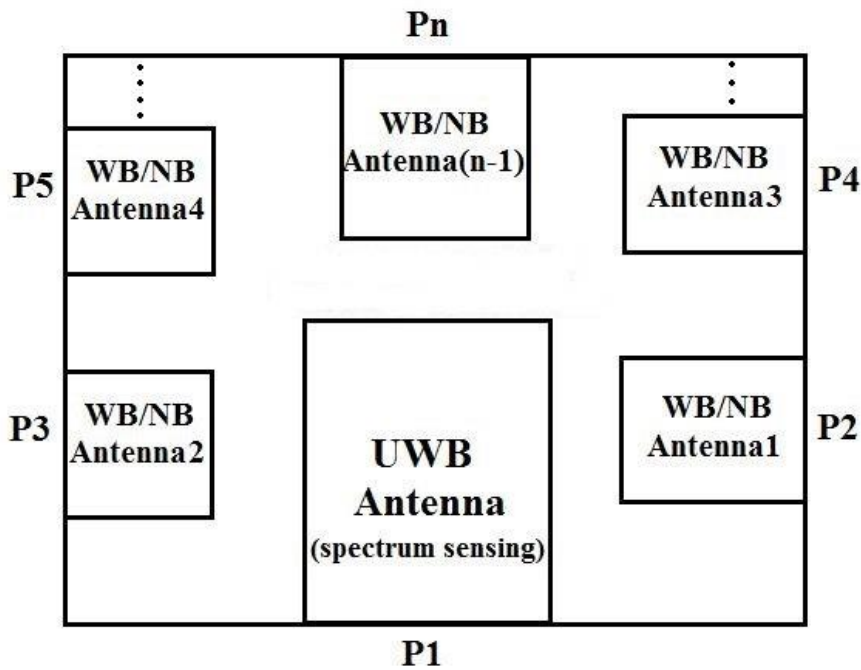 Pn
WB/NB
Antenna(n-1)
P5
WB/NB
Antenna4
WB/NB
Antenna3
P4
P3
WB/NB
Antenna2
UWB
Antenna
(spectrum sensing)
WB/NB
Antenna1
P2
P1